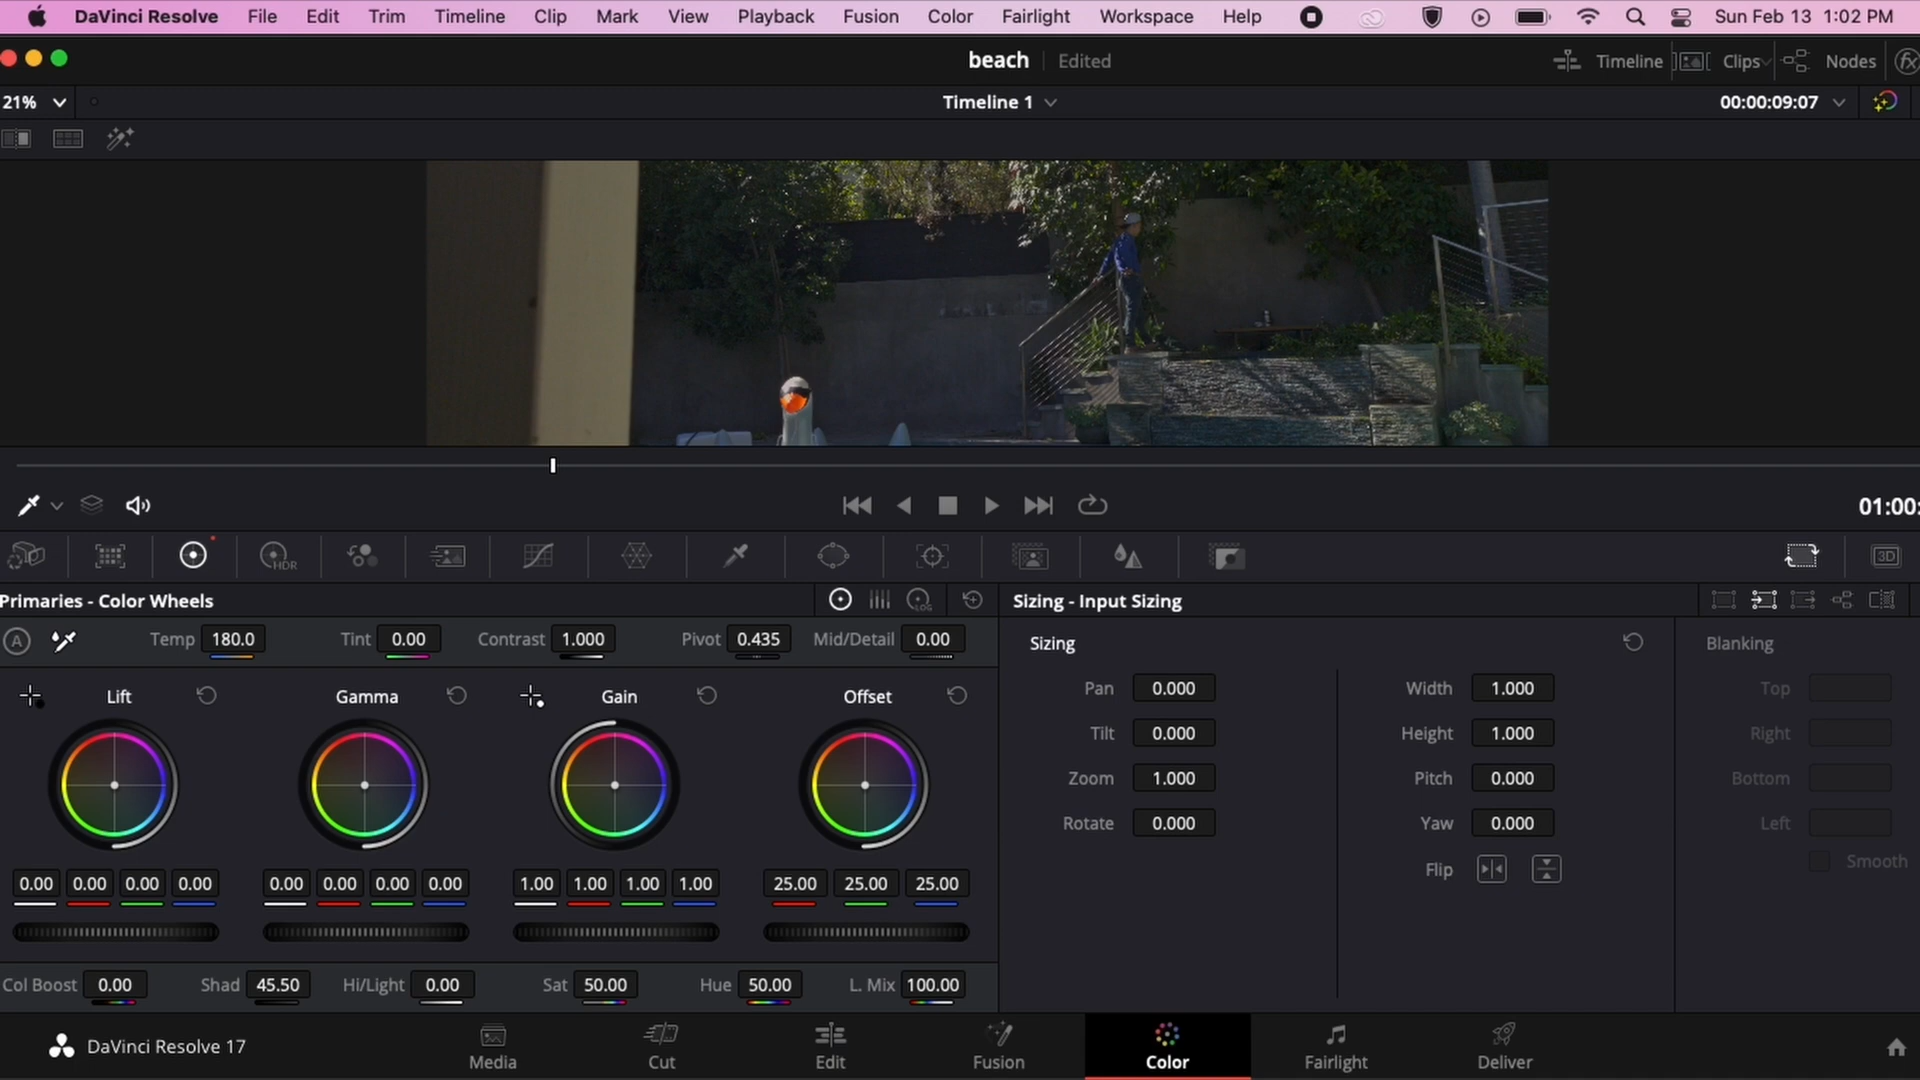 DaVinci Resolve File Edit Trim Timeline Clip Mark View Playback Fusion Color Fairlight Workspace Help Sun Feb 13 1:02 PM
beach Edited Timeline Clips Nodes fx
21% Timeline 1 00:00:09:07
01:00:
HDR 3D
Primaries - Color Wheels LOG Sizing - Input Sizing
A Temp 180.0 Tint 0.00 Contrast 1.000 Pivot 0.435 Mid/Detail 0.00 Sizing Blanking
Lift Gamma Gain Offset
Pan 0.000 Width 1.000 Top
Tilt 0.000 Height 1.000 Right
Zoom 1.000 Pitch 0.000 Bottom
Rotate 0.000 Yaw 0.000 Left
Flip Smooth
0.00 0.00 0.00 0.00 0.00 0.00 0.00 0.00 1.00 1.00 1.00 1.00 25.00 25.00 25.00
Col Boost 0.00 Shad 45.50 Hi/Light 0.00 Sat 50.00 Hue 50.00 L. Mix 100.00
DaVinci Resolve 17 Media Cut Edit Fusion Color Fairlight Deliver